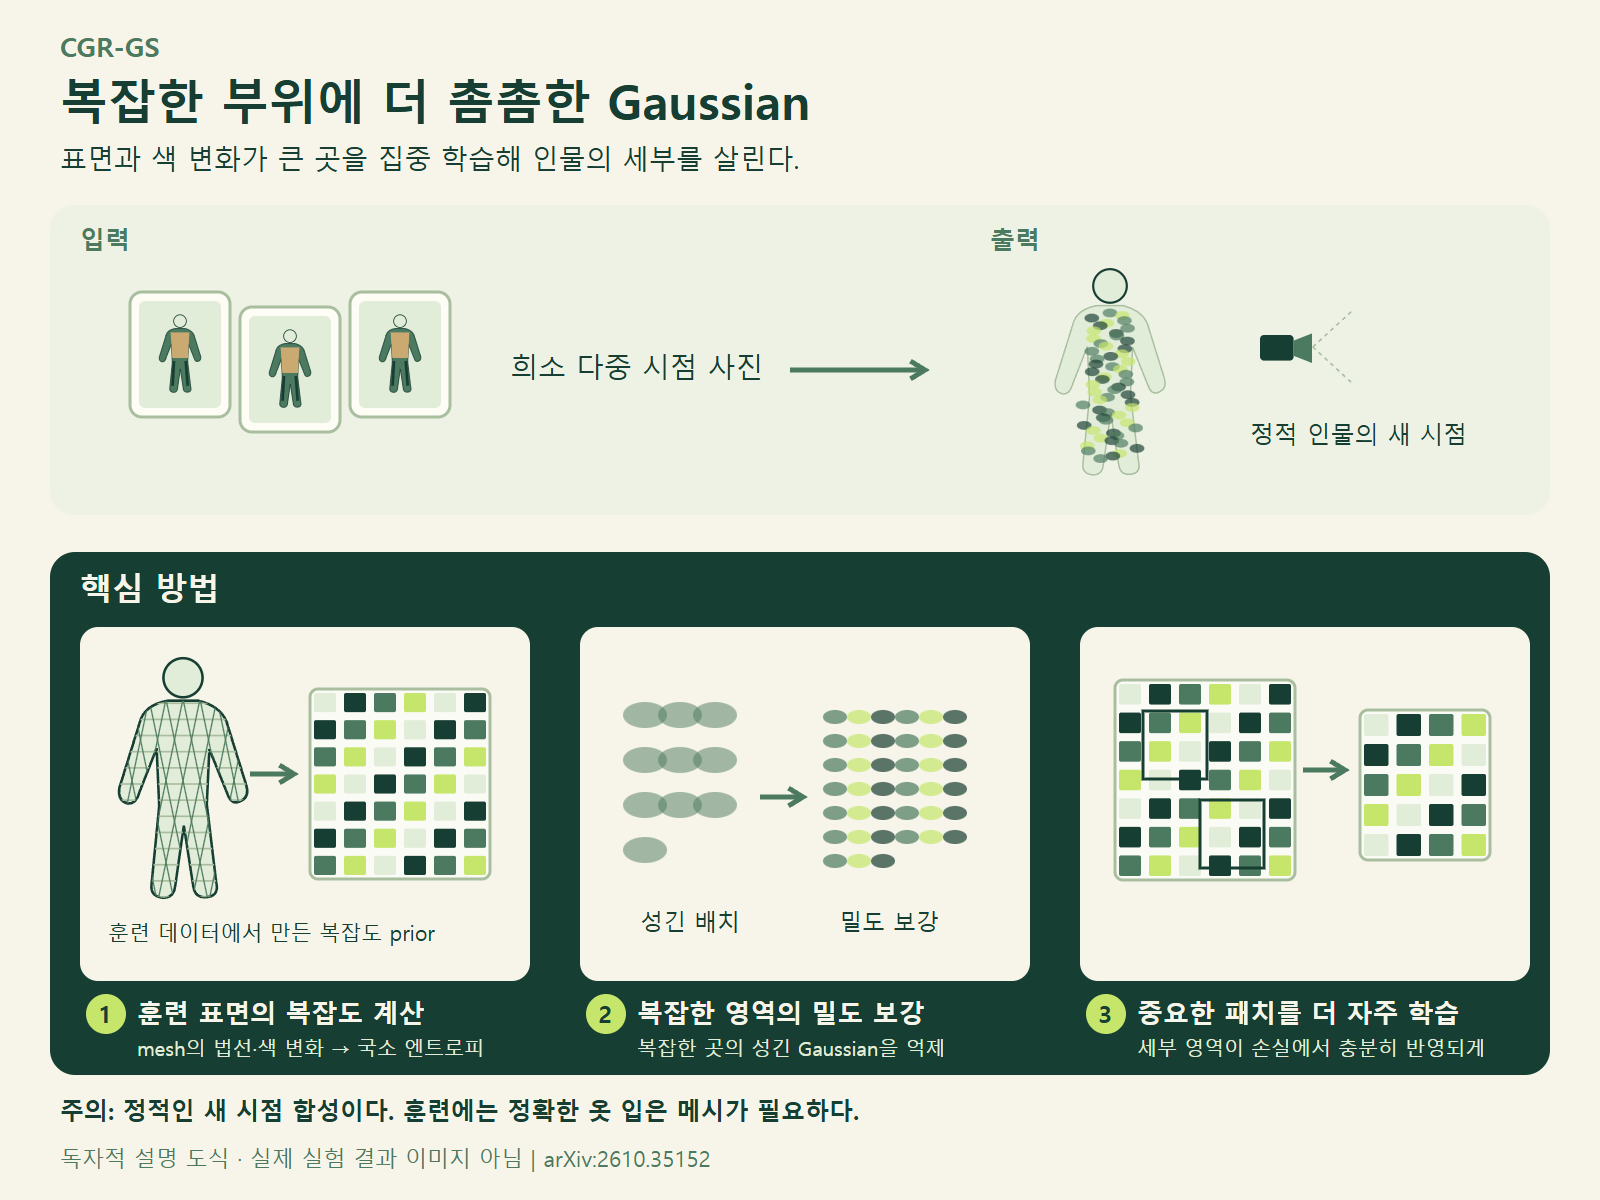 CGR-GS
복잡한 부위에 더 촘촘한 Gaussian
표면과 색 변화가 큰 곳을 집중 학습해 인물의 세부를 살린다.
입력
출력
희소 다중 시점 사진
정적 인물의 새 시점
핵심 방법
훈련 데이터에서 만든 복잡도 prior
성긴 배치
밀도 보강
1 훈련 표면의 복잡도 계산
mesh의 법선·색 변화 → 국소 엔트로피
2 복잡한 영역의 밀도 보강
복잡한 곳의 성긴 Gaussian을 억제
3 중요한 패치를 더 자주 학습
세부 영역이 손실에서 충분히 반영되게
주의: 정적인 새 시점 합성이다. 훈련에는 정확한 옷 입은 메시가 필요하다.
독자적 설명 도식 · 실제 실험 결과 이미지 아님 | arXiv:2610.35152